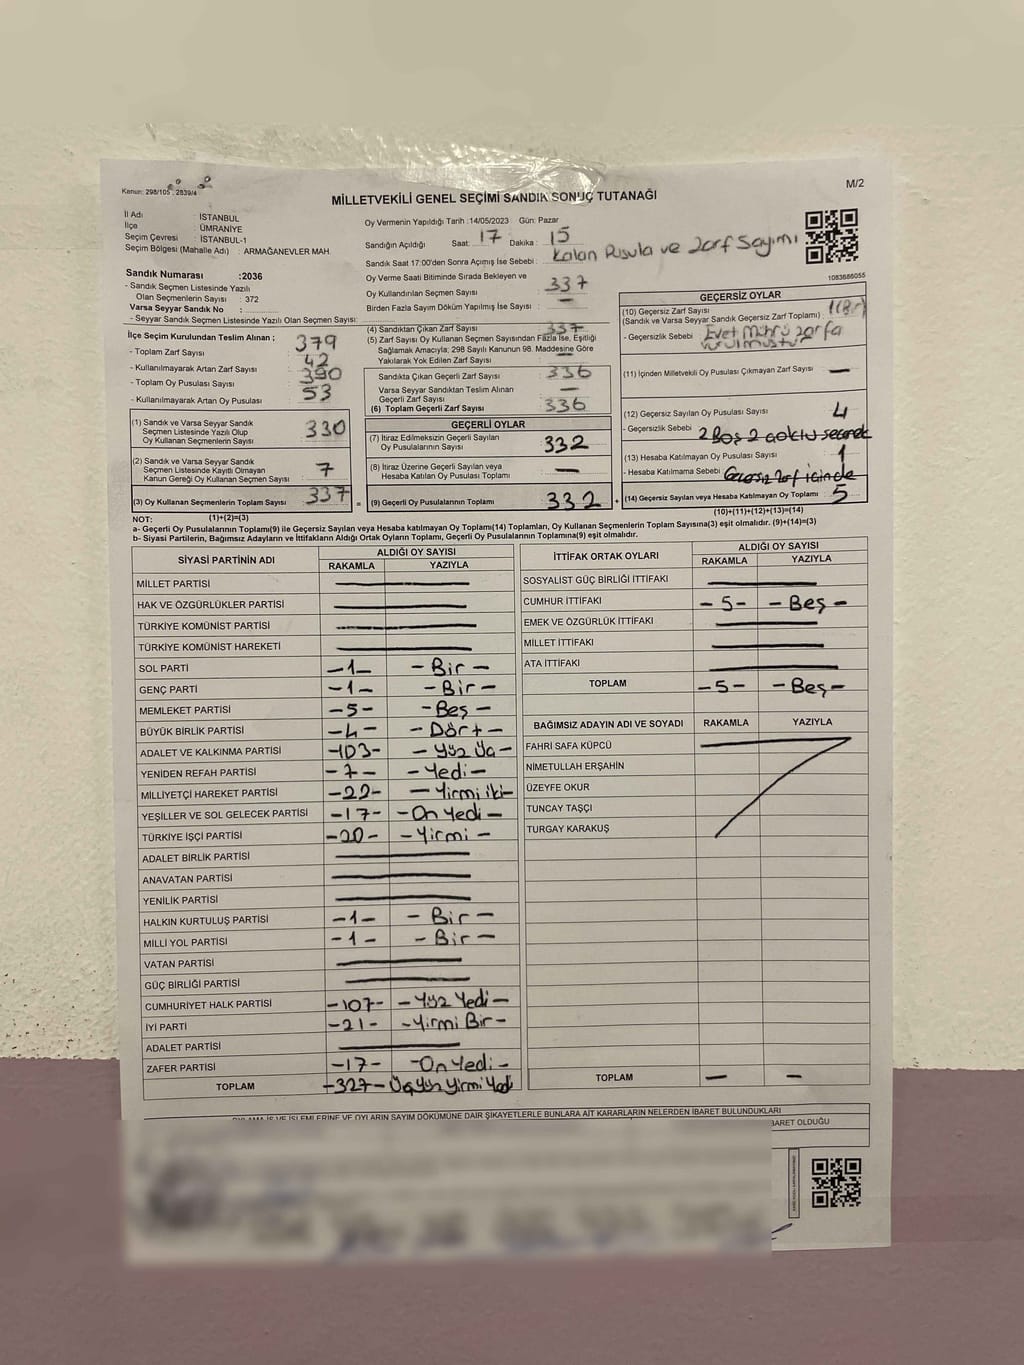 Kanun: 298/105, 2839/4
M/2
MİLLETVEKİLİ GENEL SEÇİMİ SANDIK SONUÇ TUTANAĞI
İl Adı : İSTANBUL
İlçe : ÜMRANİYE
Seçim Çevresi : İSTANBUL-1
Seçim Bölgesi (Mahalle Adı) : ARMAĞANEVLER MAH.
Oy Vermenin Yapıldığı Tarih :14/05/2023 Gün: Pazar
Sandığın Açıldığı Saat: 17 Dakika: 15
Sandık Saat 17:00'den Sonra Açımış İse Sebebi : Kalan Pusula ve zarf Sayımı
1083686055
Sandık Numarası :2036
- Sandık Seçmen Listesinde Yazılı
Olan Seçmenlerin Sayısı : 372
Varsa Seyyar Sandık No :
- Seyyar Sandık Seçmen Listesinde Yazılı Olan Seçmen Sayısı:
Oy Verme Saati Bitiminde Sırada Bekleyen ve
Oy Kullandırılan Seçmen Sayısı : 337
Birden Fazla Sayım Döküm Yapılmış İse Sayısı : —
İlçe Seçim Kurulundan Teslim Alınan ;
- Toplam Zarf Sayısı : 379
- Kullanılmayarak Artan Zarf Sayısı : 42
- Toplam Oy Pusulası Sayısı : 390
- Kullanılmayarak Artan Oy Pusulası : 53
(1) Sandık ve Varsa Seyyar Sandık
Seçmen Listesinde Yazılı Olup
Oy Kullanan Seçmenlerin Sayısı : 330
(2) Sandık ve Varsa Seyyar Sandık
Seçmen Listesinde Kayıtlı Olmayan
Kanun Gereği Oy Kullanan Seçmen Sayısı : 7
(3) Oy Kullanan Seçmenlerin Toplam Sayısı : 337
(1)+(2)=(3)
(4) Sandıktan Çıkan Zarf Sayısı : 337
(5) Zarf Sayısı Oy Kullanan Seçmen Sayısından Fazla İse, Eşitliği
Sağlamak Amacıyla; 298 Sayılı Kanunun 98. Maddesine Göre
Yakılarak Yok Edilen Zarf Sayısı : —
Sandıkta Çıkan Geçerli Zarf Sayısı : 336
Varsa Seyyar Sandıktan Teslim Alınan
Geçerli Zarf Sayısı : —
(6) Toplam Geçerli Zarf Sayısı : 336
GEÇERLİ OYLAR
(7) İtiraz Edilmeksizin Geçerli Sayılan
Oy Pusulalarının Sayısı : 332
(8) İtiraz Üzerine Geçerli Sayılan veya
Hesaba Katılan Oy Pusulalarının Sayısı : —
= (9) Geçerli Oy Pusulalarının Toplamı : 332 +
GEÇERSİZ OYLAR
(10) Geçersiz Zarf Sayısı
(Sandık ve Varsa Seyyar Sandık Geçersiz Zarf Toplamı) : 1(Bir)
- Geçersizlik Sebebi : Evet Mührü zarfa
vurulmuştur
(11) İçinden Milletvekili Oy Pusulası Çıkmayan Zarf Sayısı : —
(12) Geçersiz Sayılan Oy Pusulası Sayısı : 4
- Geçersizlik Sebebi : 2 Boş 2 çoklu seçenek
(13) Hesaba Katılmayan Oy Pusulası Sayısı : 1
- Hesaba Katılmama Sebebi : Geçersiz zarf içinde
(14) Geçersiz Sayılan veya Hesaba Katılmayan Oy Toplamı : 5
(10)+(11)+(12)+(13)=(14)
NOT:
a- Geçerli Oy Pusulasının Toplamı(9) ile Geçersiz Sayılan veya Hesaba katılmayan Oy Toplam(14) Toplamları, Oy Kullanan Seçmenlerin Toplam Sayısına(3) eşit olmalıdır. (9)+(14)=(3)
b- Siyasi Partilerin, Bağımsız Adayların ve İttifakların Aldığı Ortak Oyların Toplamı, Geçerli Oy Pusulalarının Toplamına(9) eşit olmalıdır.
SİYASİ PARTİNİN ADI ALDIĞI OY SAYISI
RAKAMLA YAZIYLA
MİLLET PARTİSİ
HAK VE ÖZGÜRLÜKLER PARTİSİ
TÜRKİYE KOMÜNİST PARTİSİ
TÜRKİYE KOMÜNİST HAREKETİ
SOL PARTİ -1- - Bir -
GENÇ PARTİ -1- - Bir -
MEMLEKET PARTİSİ -5- - Beş -
BÜYÜK BİRLİK PARTİSİ -4- - Dört -
ADALET VE KALKINMA PARTİSİ -103- - Yüz Üç -
YENİDEN REFAH PARTİSİ -7- - Yedi -
MİLLİYETÇİ HAREKET PARTİSİ -22- - Yirmi iki -
YEŞİLLER VE SOL GELECEK PARTİSİ -17- - On Yedi -
TÜRKİYE İŞÇİ PARTİSİ -20- - Yirmi -
ADALET BİRLİK PARTİSİ
ANAVATAN PARTİSİ
YENİLİK PARTİSİ
HALKIN KURTULUŞ PARTİSİ -1- - Bir -
MİLLİ YOL PARTİSİ -1- - Bir -
VATAN PARTİSİ
GÜÇ BİRLİĞİ PARTİSİ
CUMHURİYET HALK PARTİSİ -107- - Yüz Yedi -
İYİ PARTİ -21- - Yirmi Bir -
ADALET PARTİSİ
ZAFER PARTİSİ -17- - On Yedi -
TOPLAM -327- Üç Yüz Yirmi Yedi
İTTİFAK ORTAK OYLARI ALDIĞI OY SAYISI
RAKAMLA YAZIYLA
SOSYALİST GÜÇ BİRLİĞİ İTTİFAKI
CUMHUR İTTİFAKI -5- - Beş -
EMEK VE ÖZGÜRLÜK İTTİFAKI
MİLLET İTTİFAKI
ATA İTTİFAKI
TOPLAM -5- - Beş -
BAĞIMSIZ ADAYIN ADI VE SOYADI RAKAMLA YAZIYLA
FAHRİ SAFA KÜPCÜ
NİMETULLAH ERŞAHİN
ÜZEYFE OKUR
TUNCAY TAŞÇI
TURGAY KARAKUŞ
TOPLAM — —
İŞ VE İŞLEMLERİNE VE OYLARIN SAYIM DÖKÜMÜNE DAİR ŞİKAYETLERLE BUNLARA AİT KARARLARIN NELERDEN İBARET BULUNDUKLARI
İBARET OLDUĞU